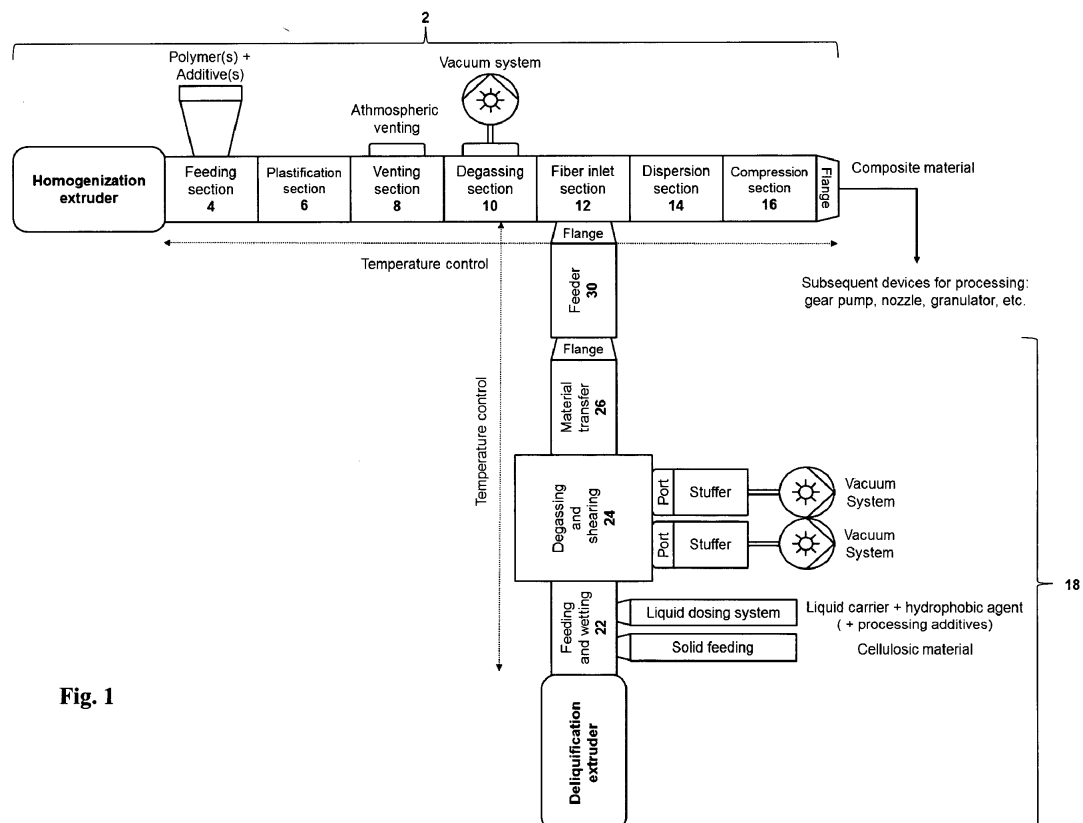 2
Polymer(s) +
Additive(s)
Vacuum system
Athmospheric
venting
Homogenization
extruder
Feeding
section
4
Plastification
section
6
Venting
section
8
Degassing
section
10
Fiber inlet
section
12
Dispersion
section
14
Compression
section
16
Flange
Composite material
Flange
Temperature control
Feeder
30
Subsequent devices for processing:
gear pump, nozzle, granulator, etc.
Flange
Material
transfer
26
Temperature control
Degassing
and
shearing
24
Port
Stuffer
Vacuum
System
Port
Stuffer
Vacuum
System
18
Feeding
and wetting
22
Liquid dosing system
Liquid carrier + hydrophobic agent
( + processing additives)
Solid feeding
Cellulosic material
Fig. 1
Deliquification
extruder